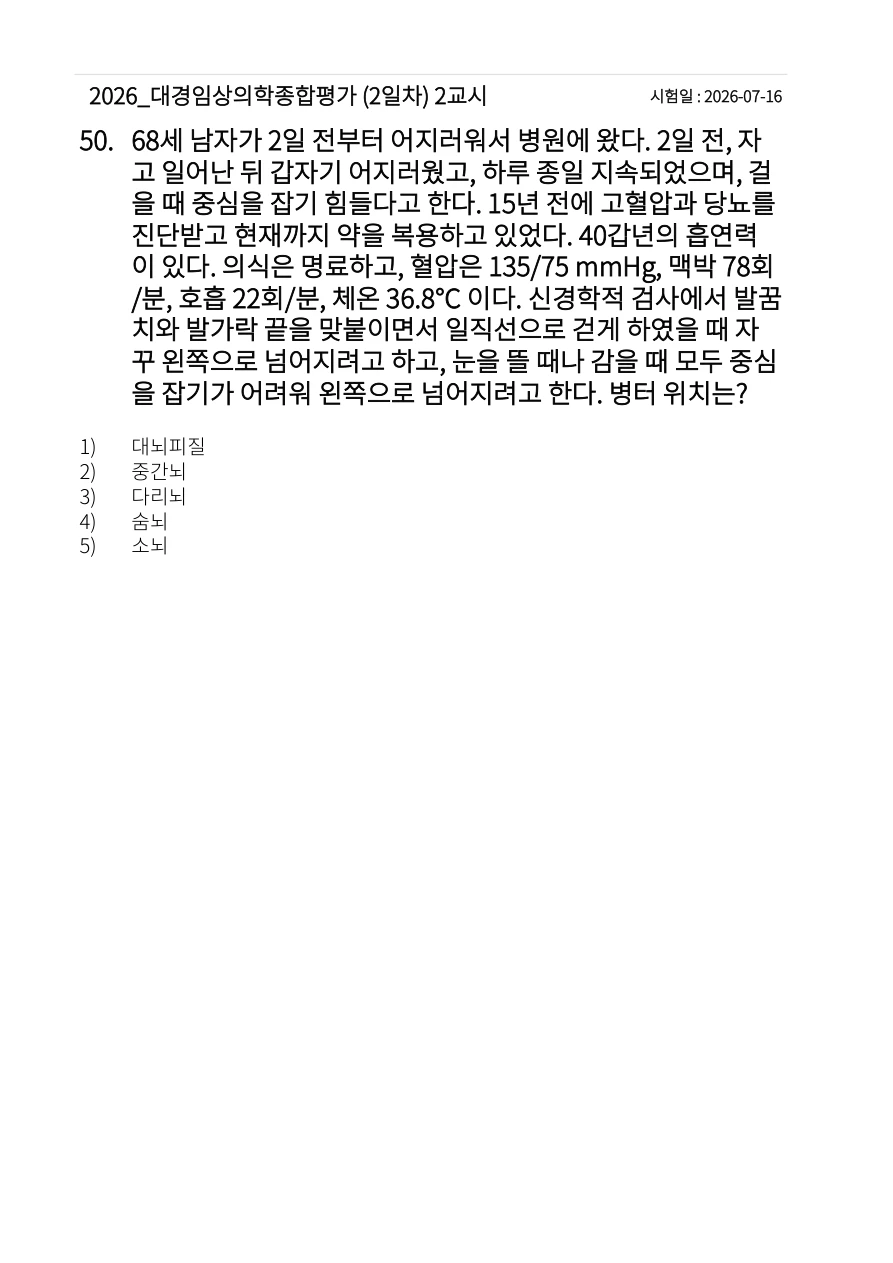 2026_대경임상의학종합평가 (2일차) 2교시
시험일 : 2026-07-16
50. 68세 남자가 2일 전부터 어지러워서 병원에 왔다. 2일 전, 자
고 일어난 뒤 갑자기 어지러웠고, 하루 종일 지속되었으며, 걸
을 때 중심을 잡기 힘들다고 한다. 15년 전에 고혈압과 당뇨를
진단받고 현재까지 약을 복용하고 있었다. 40갑년의 흡연력
이 있다. 의식은 명료하고, 혈압은 135/75 mmHg, 맥박 78회
/분, 호흡 22회/분, 체온 36.8℃ 이다. 신경학적 검사에서 발꿈
치와 발가락 끝을 맞붙이면서 일직선으로 걷게 하였을 때 자
꾸 왼쪽으로 넘어지려고 하고, 눈을 뜰 때나 감을 때 모두 중심
을 잡기가 어려워 왼쪽으로 넘어지려고 한다. 병터 위치는?
1) 대뇌피질
2) 중간뇌
3) 다리뇌
4) 숨뇌
5) 소뇌